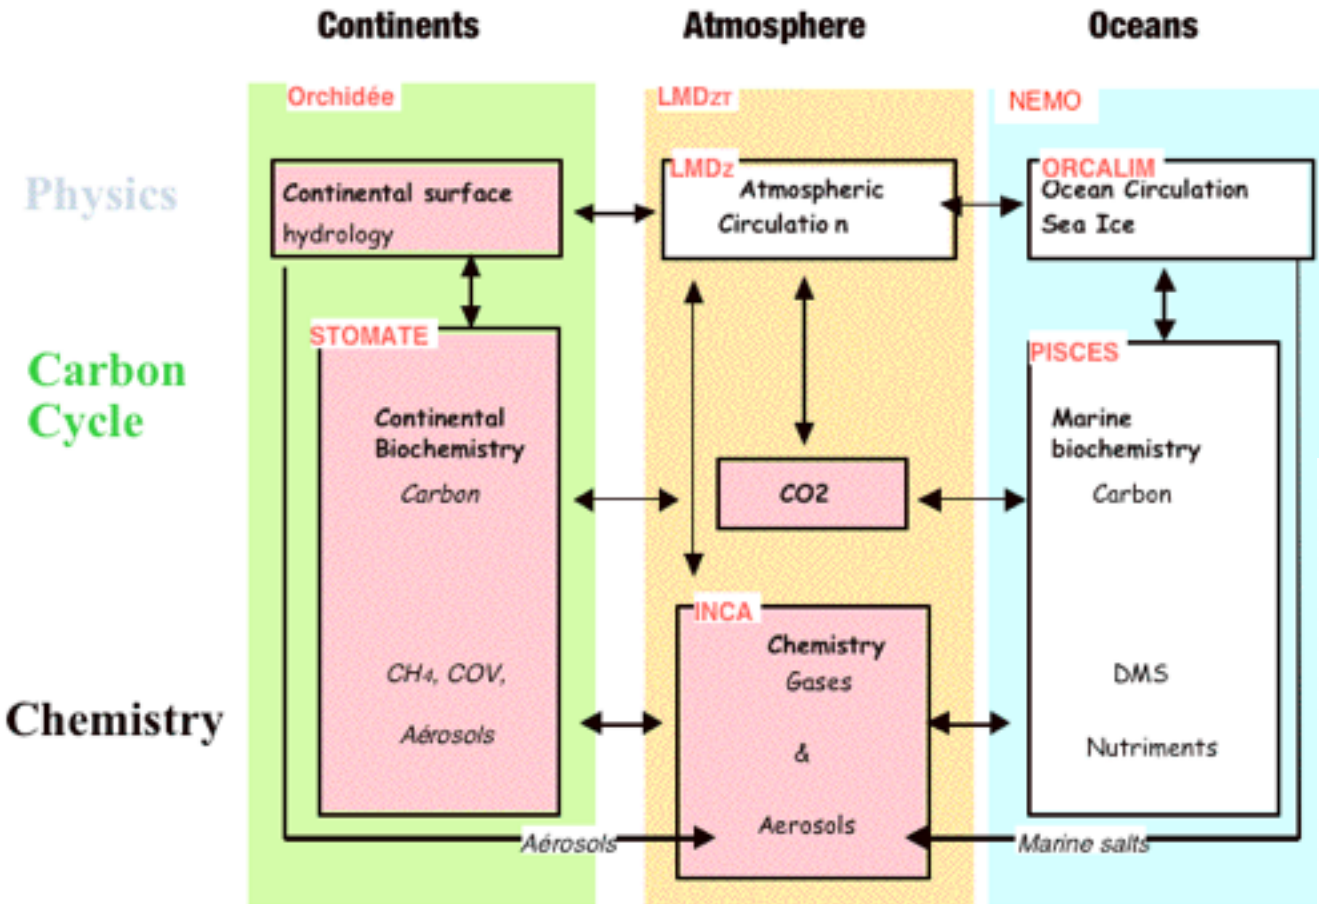 Continents
Atmosphere
Oceans
Orchidée
LMDZT
NEMO
Physics
Continental surface
hydrology
LMDZ
Atmospheric
Circulation
ORCALIM
Ocean Circulation
Sea Ice
Carbon
Cycle
STOMATE
Continental
Biochemistry
Carbon
CO2
PISCES
Marine
biochemistry
Carbon
Chemistry
CH4, COV,
Aérosols
INCA
Chemistry
Gases
&
Aerosols
DMS
Nutriments
Aérosols
Marine salts